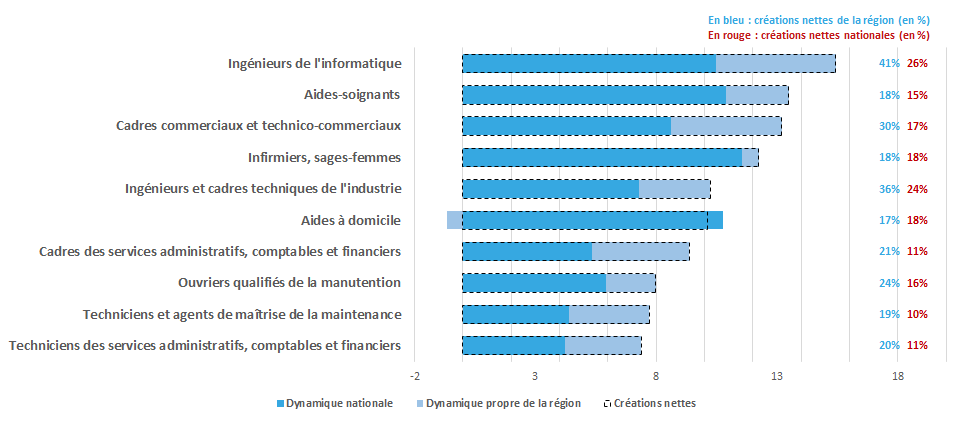 En bleu : créations nettes de la région (en %)
En rouge : créations nettes nationales (en %)
Ingénieurs de l'informatique 41% 26%
Aides-soignants 18% 15%
Cadres commerciaux et technico-commerciaux 30% 17%
Infirmiers, sages-femmes 18% 18%
Ingénieurs et cadres techniques de l'industrie 36% 24%
Aides à domicile 17% 18%
Cadres des services administratifs, comptables et financiers 21% 11%
Ouvriers qualifiés de la manutention 24% 16%
Techniciens et agents de maîtrise de la maintenance 19% 10%
Techniciens des services administratifs, comptables et financiers 20% 11%
-2 3 8 13 18
Dynamique nationale Dynamique propre de la région Créations nettes